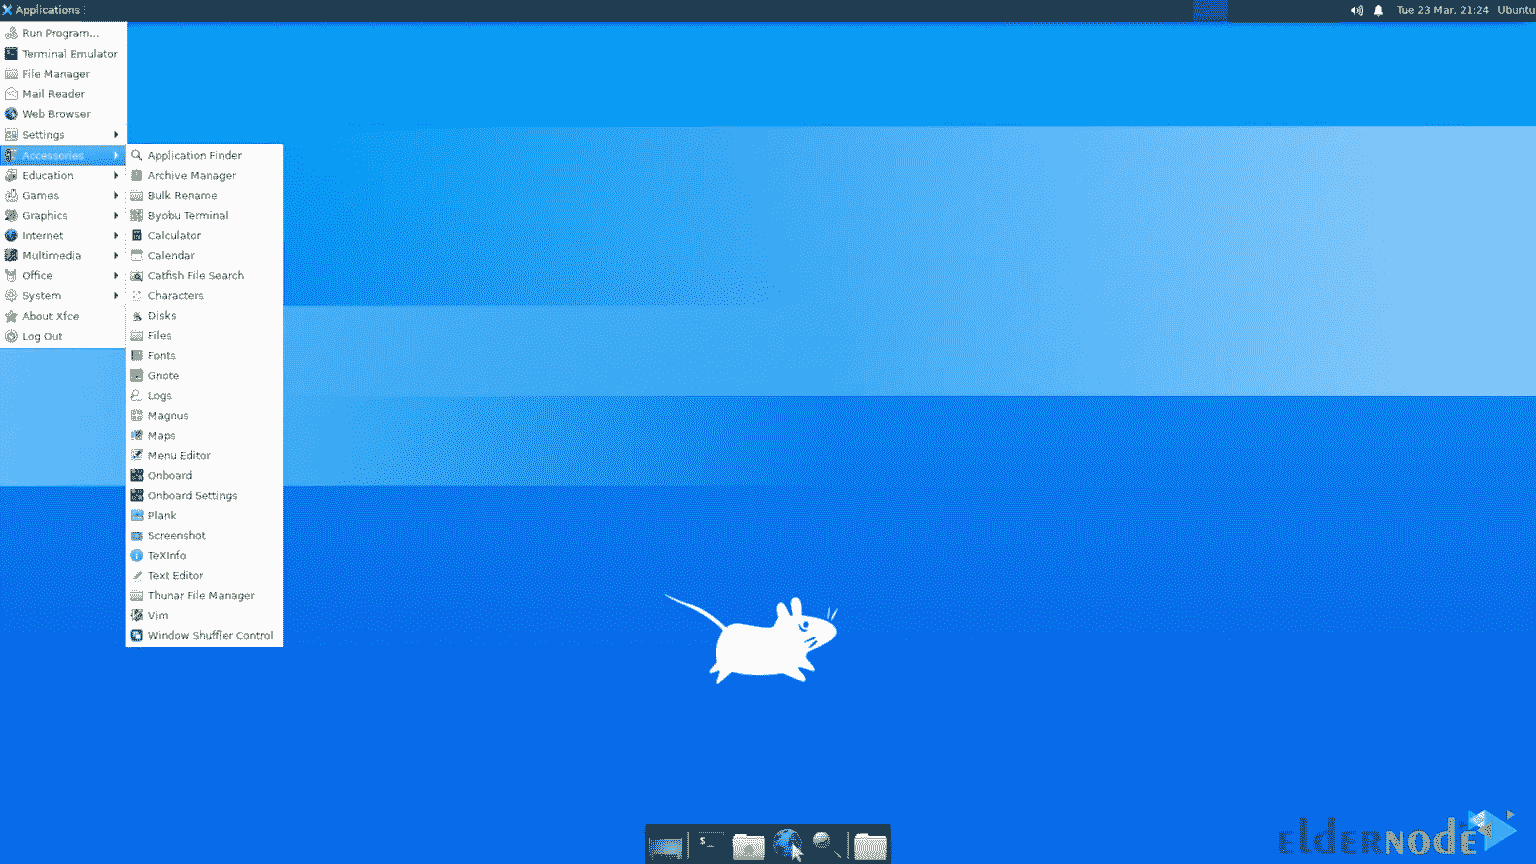 Applications
Tue 23 Mar, 21:24 Ubuntu
Run Program...
Terminal Emulator
File Manager
Mail Reader
Web Browser
Settings
Accessories
Education
Games
Graphics
Internet
Multimedia
Office
System
About Xfce
Log Out
Application Finder
Archive Manager
Bulk Rename
Byobu Terminal
Calculator
Calendar
Catfish File Search
Characters
Disks
Files
Fonts
Gnote
Logs
Magnus
Maps
Menu Editor
Onboard
Onboard Settings
Plank
Screenshot
TeXInfo
Text Editor
Thunar File Manager
Vim
Window Shuffler Control
$_
elderNode